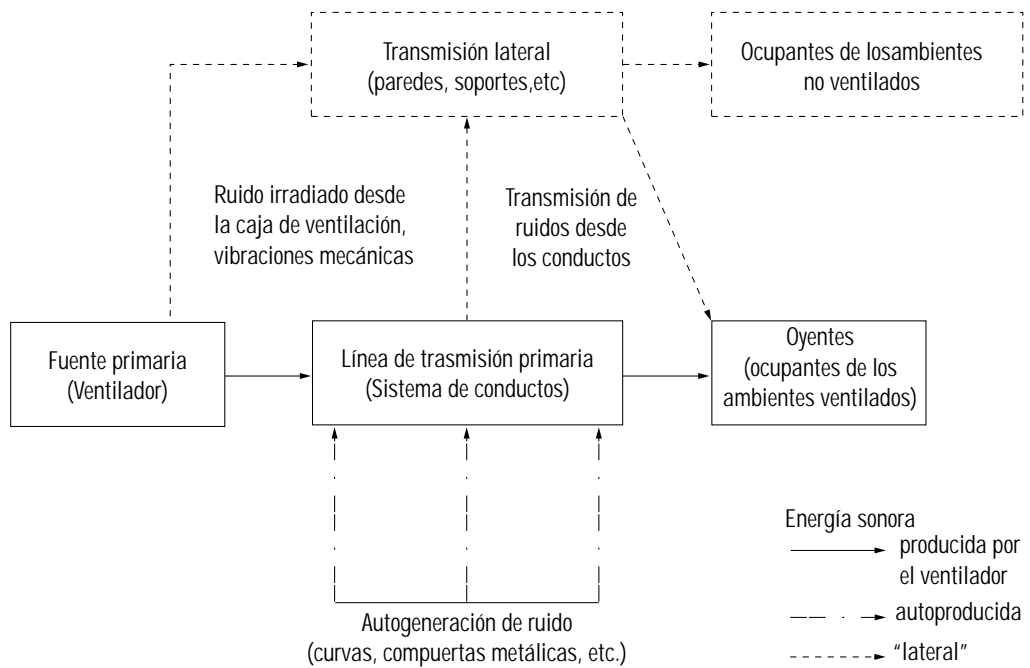 Transmisión lateral
(paredes, soportes,etc)
Ocupantes de losambientes
no ventilados
Ruido irradiado desde
la caja de ventilación,
vibraciones mecánicas
Transmisión de
ruidos desde
los conductos
Fuente primaria
(Ventilador)
Línea de trasmisión primaria
(Sistema de conductos)
Oyentes
(ocupantes de los
ambientes ventilados)
Autogeneración de ruido
(curvas, compuertas metálicas, etc.)
Energía sonora
producida por
el ventilador
autoproducida
“lateral”